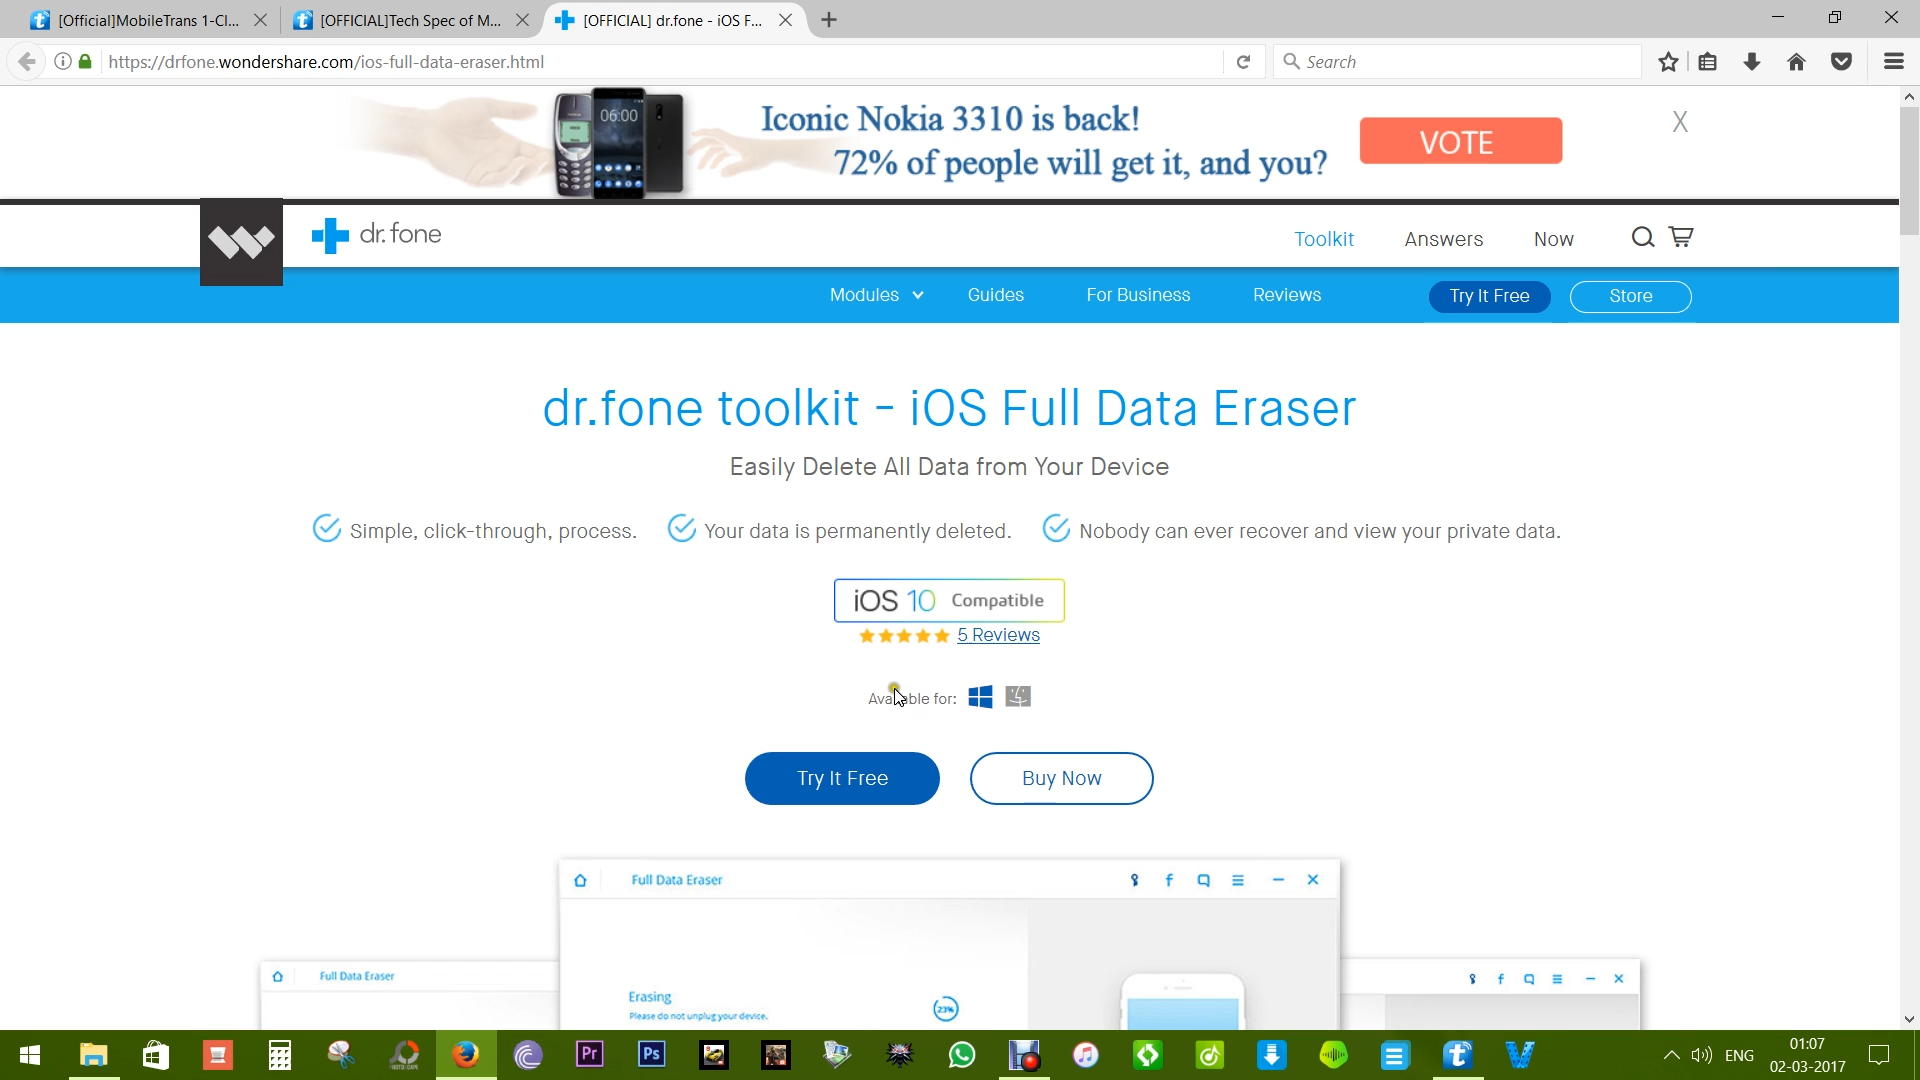 [Official]MobileTrans 1-Cl...
[OFFICIAL]Tech Spec of M...
[OFFICIAL] dr.fone - iOS F...
https://drfone.wondershare.com/ios-full-data-eraser.html
Search
06:00
Iconic Nokia 3310 is back!
72% of people will get it, and you?
VOTE
X
dr.fone
Toolkit
Answers
Now
Modules
Guides
For Business
Reviews
Try It Free
Store
dr.fone toolkit - iOS Full Data Eraser
Easily Delete All Data from Your Device
Simple, click-through, process.
Your data is permanently deleted.
Nobody can ever recover and view your private data.
iOS 10 Compatible
5 Reviews
Available for:
Try It Free
Buy Now
Full Data Eraser
Full Data Eraser
Erasing
23%
Please do not unplug your device.
Pr
Ps
ENG
01:07
02-03-2017